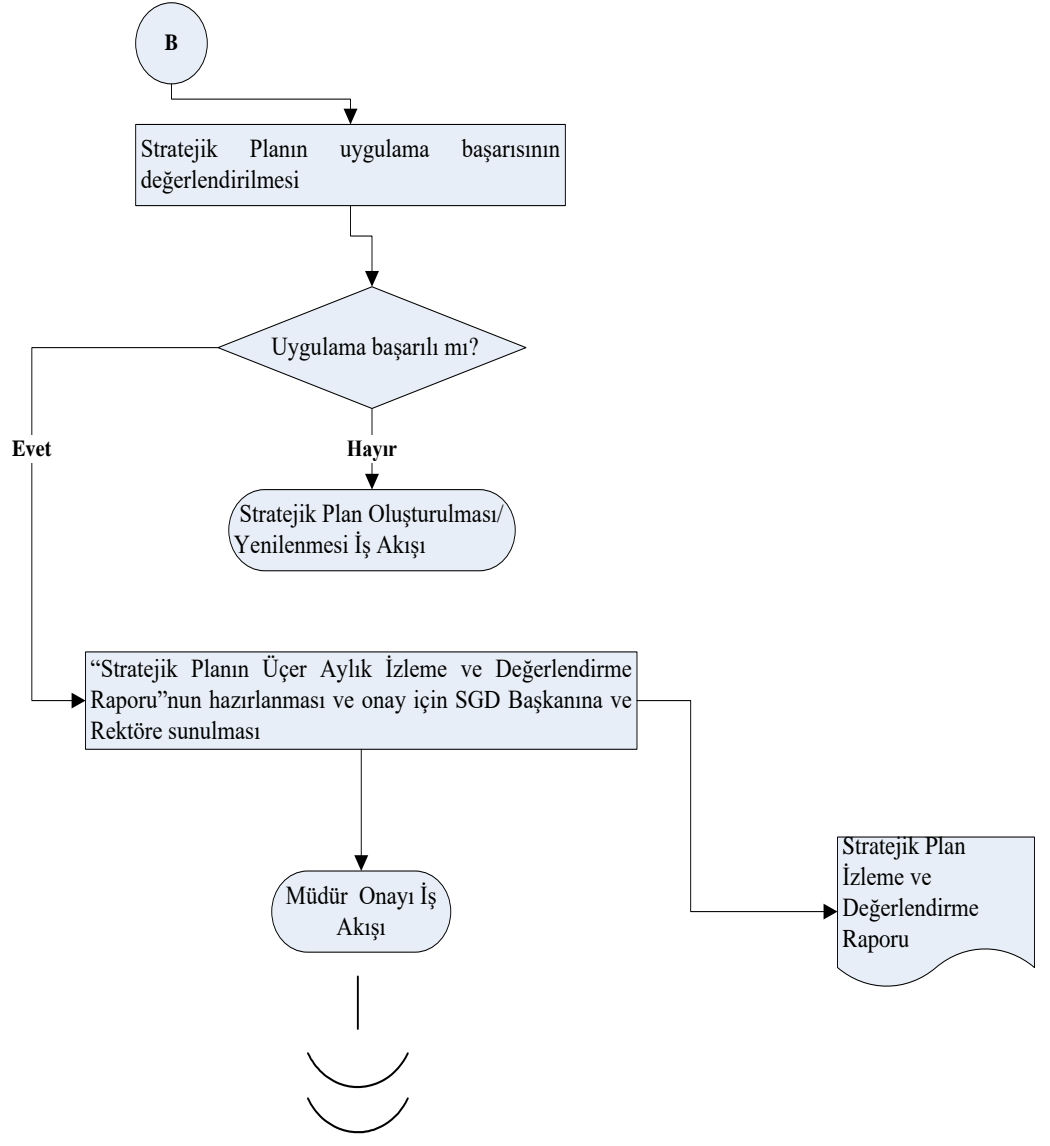 B
Stratejik Planın uygulama başarısının
değerlendirilmesi
Uygulama başarılı mı?
Evet
Hayır
Stratejik Plan Oluşturulması/
Yenilenmesi İş Akışı
“Stratejik Planın Üçer Aylık İzleme ve Değerlendirme
Raporu”nun hazırlanması ve onay için SGD Başkanına ve
Rektöre sunulması
Müdür Onayı İş
Akışı
Stratejik Plan
İzleme ve
Değerlendirme
Raporu